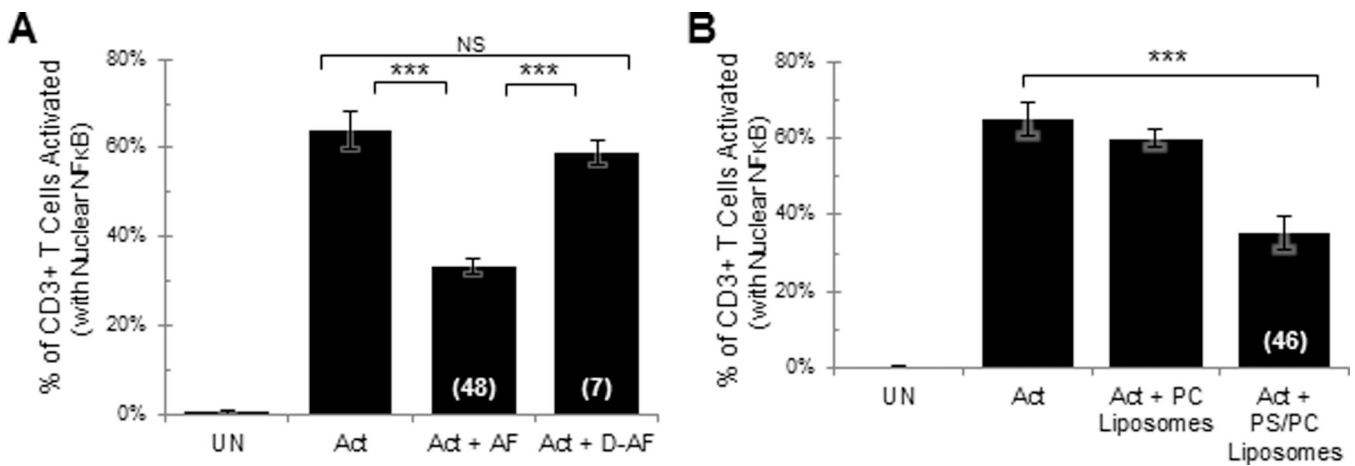 A
% of CD3+ T Cells Activated
(with Nuclear NFκB)
80%
60%
40%
20%
0%
NS
***
***
(48)
(7)
UN
Act
Act + AF
Act + D-AF
B
% of CD3+ T Cells Activated
(with Nuclear NFκB)
80%
60%
40%
20%
0%
***
(46)
UN
Act
Act + PC
Liposomes
Act +
PS/PC
Liposomes